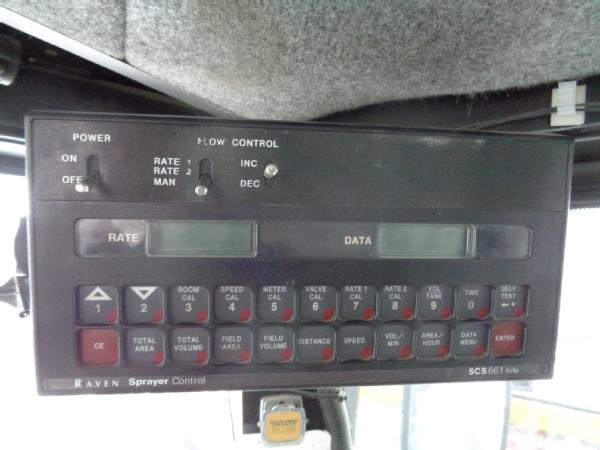 POWER
FLOW CONTROL
ON
OFF
RATE 1
RATE 2
MAN
INC
DEC
RATE
DATA
1
2
BOOM CAL 3
SPEED CAL 4
METER CAL 5
VALVE CAL 6
RATE 1 CAL 7
RATE 2 CAL 8
VOL TANK 9
TIME 0
SELF TEST
CE
TOTAL AREA
TOTAL VOLUME
FIELD AREA
FIELD VOLUME
DISTANCE
SPEED
VOL/ MIN
AREA/ HOUR
DATA MENU
ENTER
RAVEN Sprayer Control
SCS 661 NVM